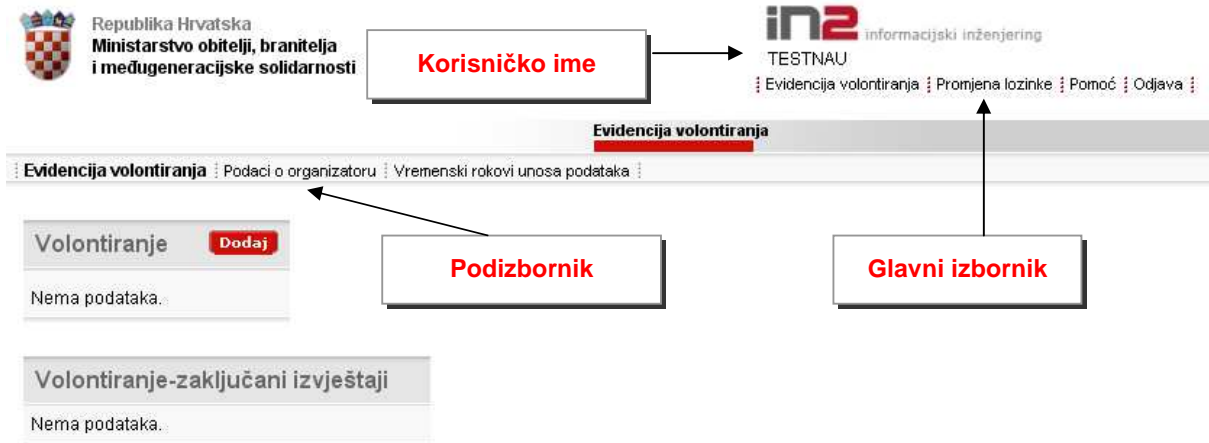 Republika Hrvatska
Ministarstvo obitelji, branitelja
i međugeneracijske solidarnosti
Korisničko ime
in2 informacijski inženjering
TESTNAU
Evidencija volontiranja Promjena lozinke Pomoć Odjava
Evidencija volontiranja
Evidencija volontiranja Podaci o organizatoru Vremenski rokovi unosa podataka
Volontiranje Dodaj
Podizbornik
Glavni izbornik
Nema podataka.
Volontiranje-zaključani izvještaji
Nema podataka.